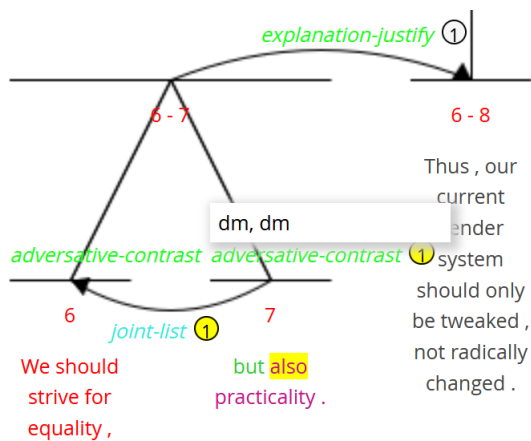 explanation-justify 1
6 - 7
6 - 8
Thus , our
current
dm, dm
system
adversative-contrast adversative-contrast 1
should only
be tweaked ,
not radically
changed .
6
7
joint-list 1
We should
strive for
equality ,
but also
practicality .